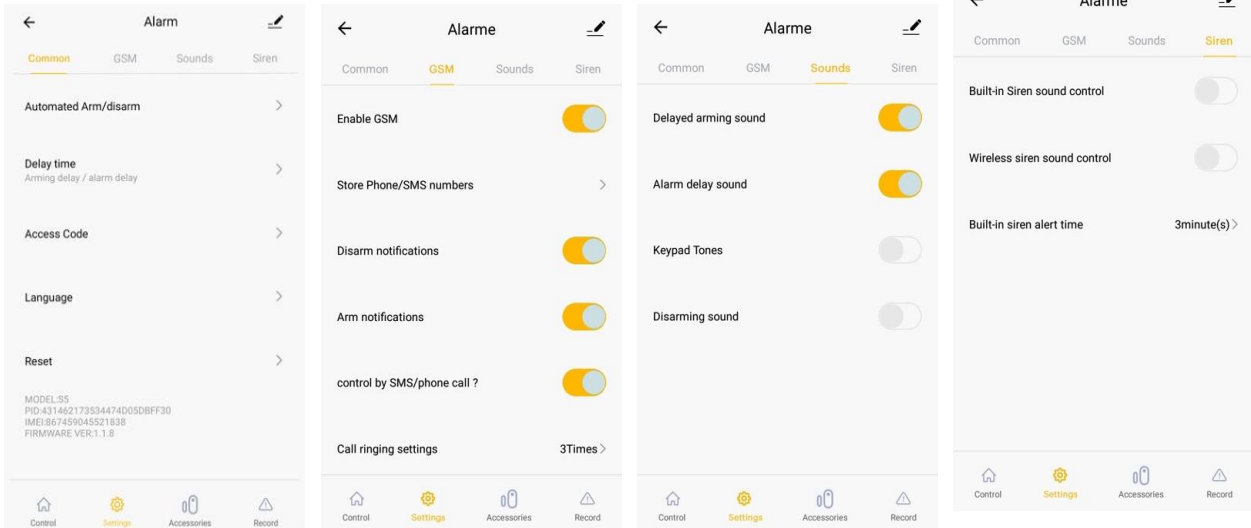 Alarm
Common GSM Sounds Siren
Automated Arm/disarm
Delay time
Arming delay / alarm delay
Access Code
Language
Reset
MODEL:S5
PID:431462173534474D05DBFF30
IMEI:867459045521838
FIRMWARE VER:1.1.8
Control Settings Accessories Record
Alarme
Common GSM Sounds Siren
Enable GSM
Store Phone/SMS numbers
Disarm notifications
Arm notifications
control by SMS/phone call ?
Call ringing settings 3Times
Control Settings Accessories Record
Alarme
Common GSM Sounds Siren
Delayed arming sound
Alarm delay sound
Keypad Tones
Disarming sound
Control Settings Accessories Record
Alarme
Common GSM Sounds Siren
Built-in Siren sound control
Wireless siren sound control
Built-in siren alert time 3minute(s)
Control Settings Accessories Record